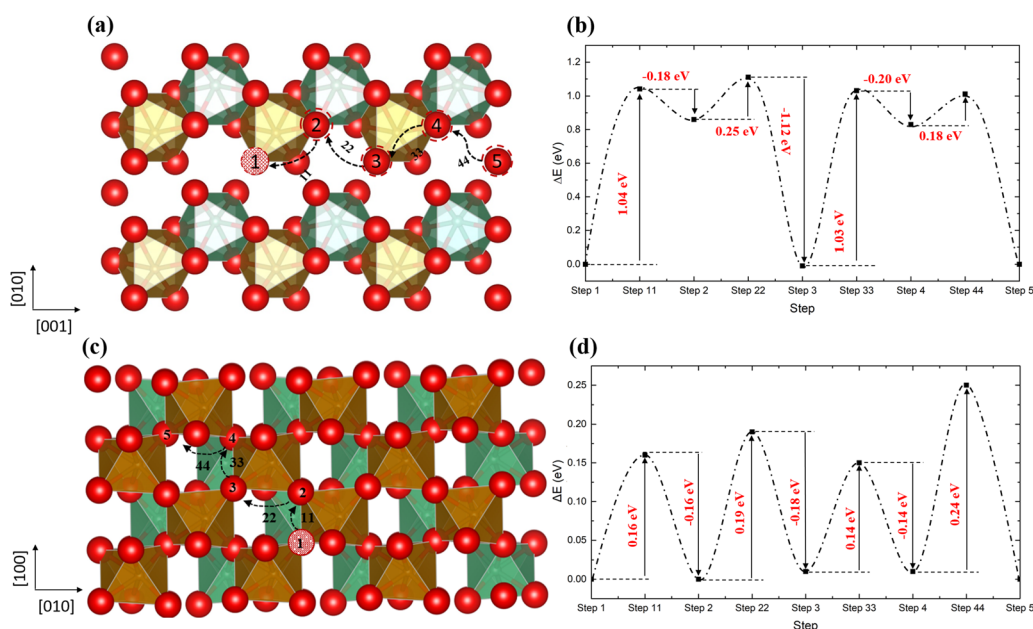 (a)
1
2
3
4
5
22
33
44
[010]
[001]
(b)
ΔE (eV)
1.2
1.0
0.8
0.6
0.4
0.2
0.0
-0.18 eV
0.25 eV
-1.12 eV
-0.20 eV
0.18 eV
1.04 eV
1.03 eV
Step 1 Step 11 Step 2 Step 22 Step 3 Step 33 Step 4 Step 44 Step 5
Step
(c)
5
4
44
33
3
2
22
11
1
[100]
[010]
(d)
ΔE (eV)
0.25
0.20
0.15
0.10
0.05
0.00
0.16 eV
-0.16 eV
0.19 eV
-0.18 eV
0.14 eV
-0.14 eV
0.24 eV
Step 1 Step 11 Step 2 Step 22 Step 3 Step 33 Step 4 Step 44 Step 5
Step